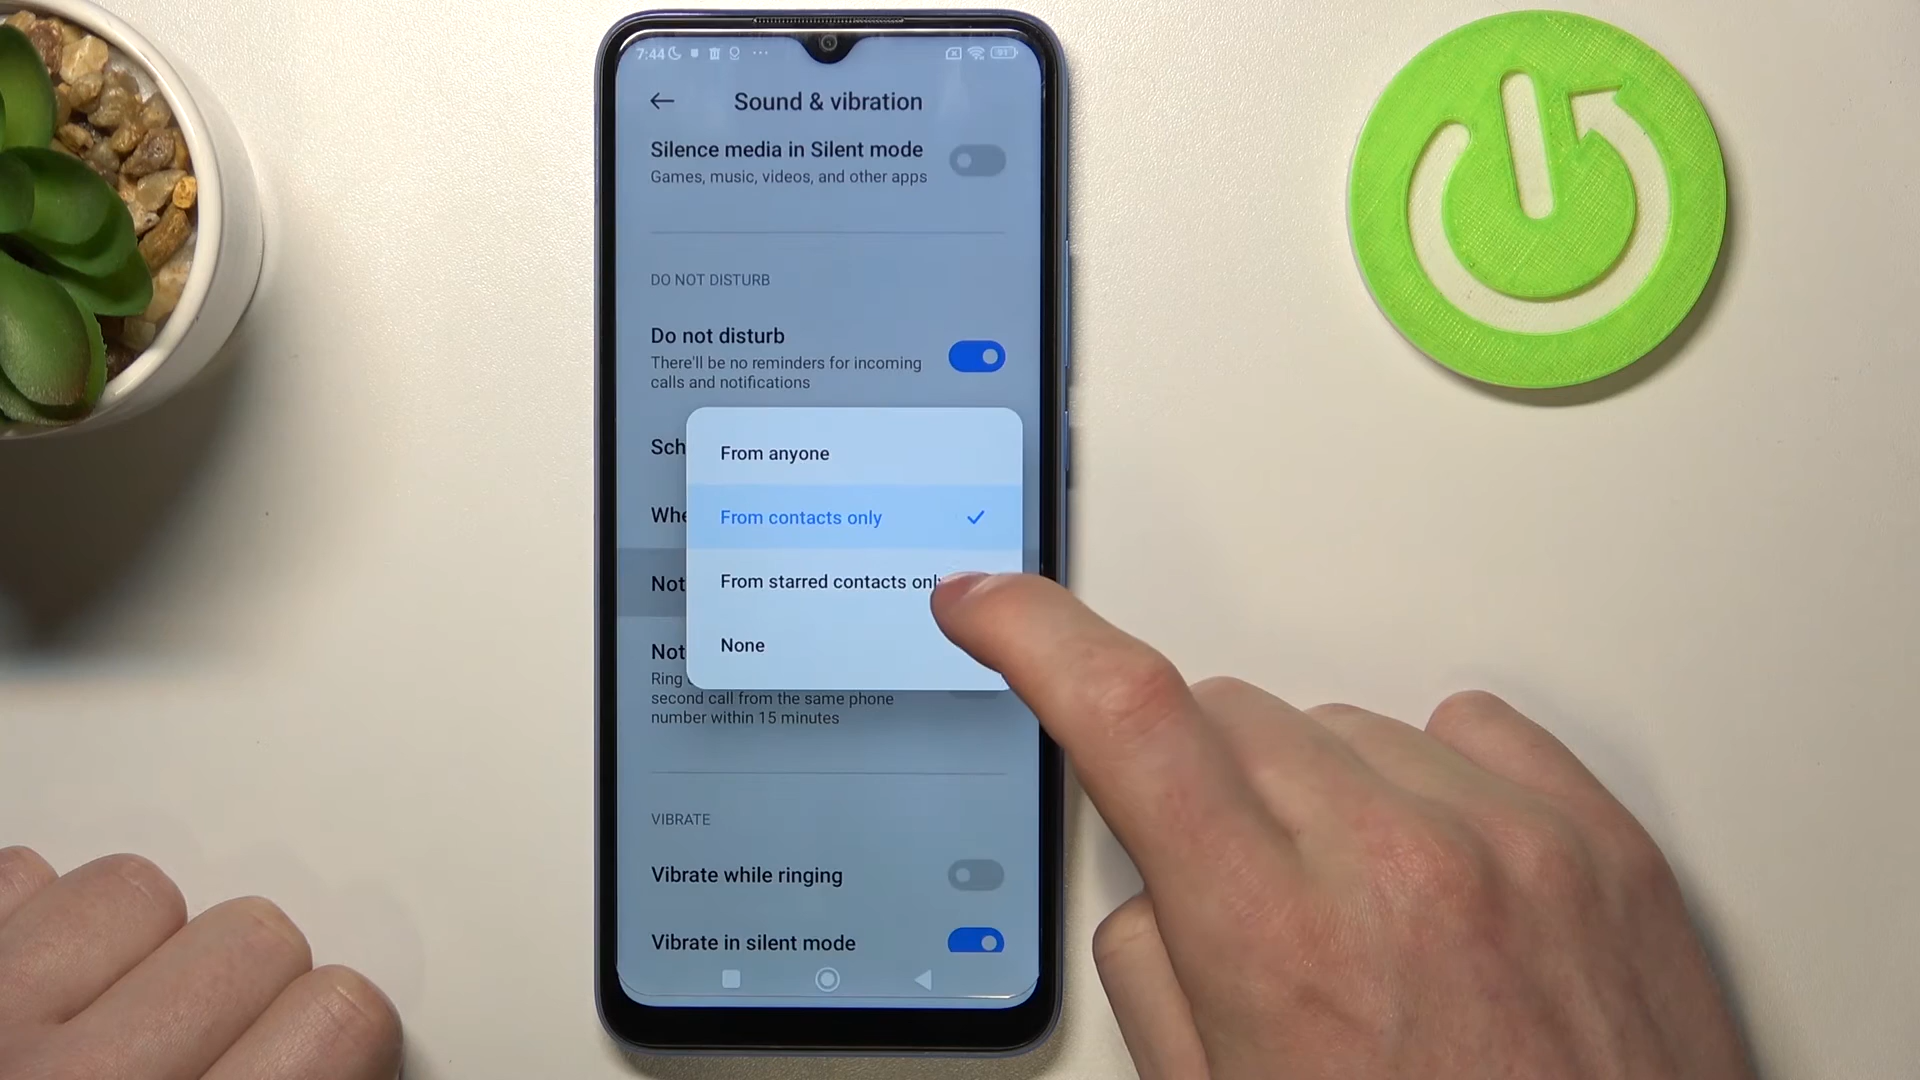 7:44
91
Sound & vibration
Silence media in Silent mode
Games, music, videos, and other apps
DO NOT DISTURB
Do not disturb
There'll be no reminders for incoming
calls and notifications
Sch
From anyone
Whe
From contacts only
Not
From starred contacts only
None
Not
Ring
second call from the same phone
number within 15 minutes
VIBRATE
Vibrate while ringing
Vibrate in silent mode